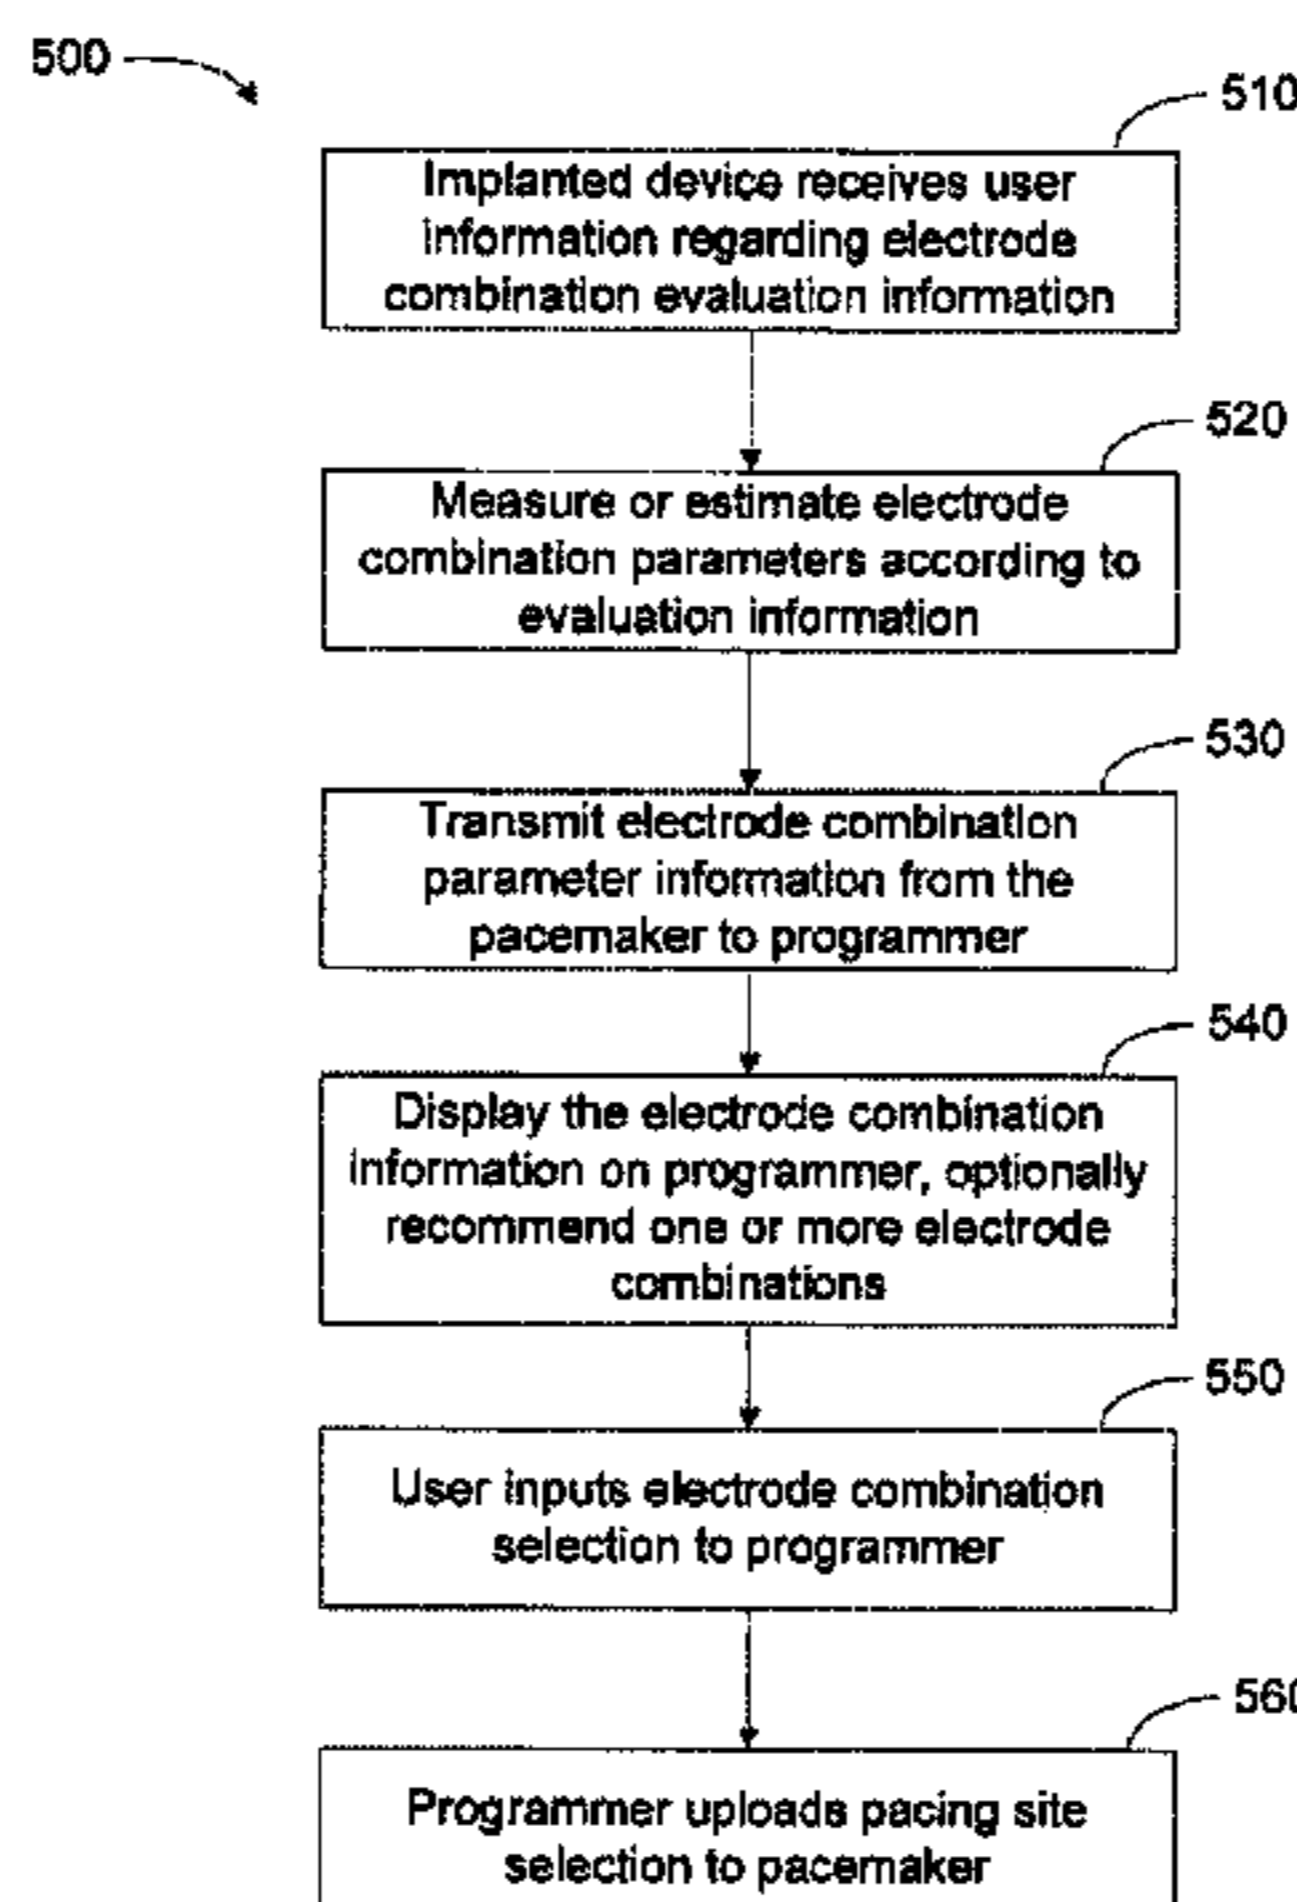 500
510
Implanted device receives user
information regarding electrode
combination evaluation information
520
Measure or estimate electrode
combination parameters according to
evaluation information
530
Transmit electrode combination
parameter information from the
pacemaker to programmer
540
Display the electrode combination
information on programmer, optionally
recommend one or more electrode
combinations
550
User inputs electrode combination
selection to programmer
560
Programmer uploads pacing site
selection to pacemaker